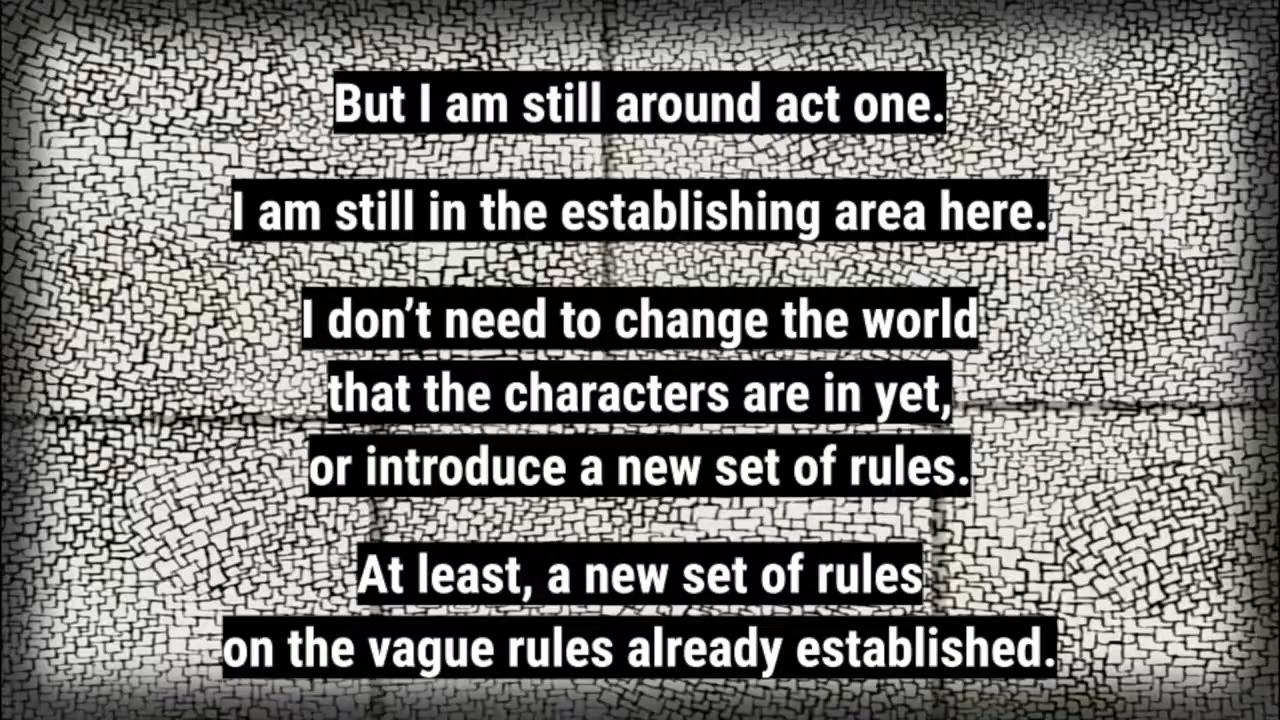 But I am still around act one.
I am still in the establishing area here.
I don’t need to change the world
that the characters are in yet,
or introduce a new set of rules.
At least, a new set of rules
on the vague rules already established.